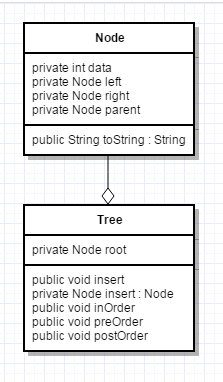 Node
private int data
private Node left
private Node right
private Node parent
public String toString : String
Tree
private Node root
public void insert
private Node insert : Node
public void inOrder
public void preOrder
public void postOrder